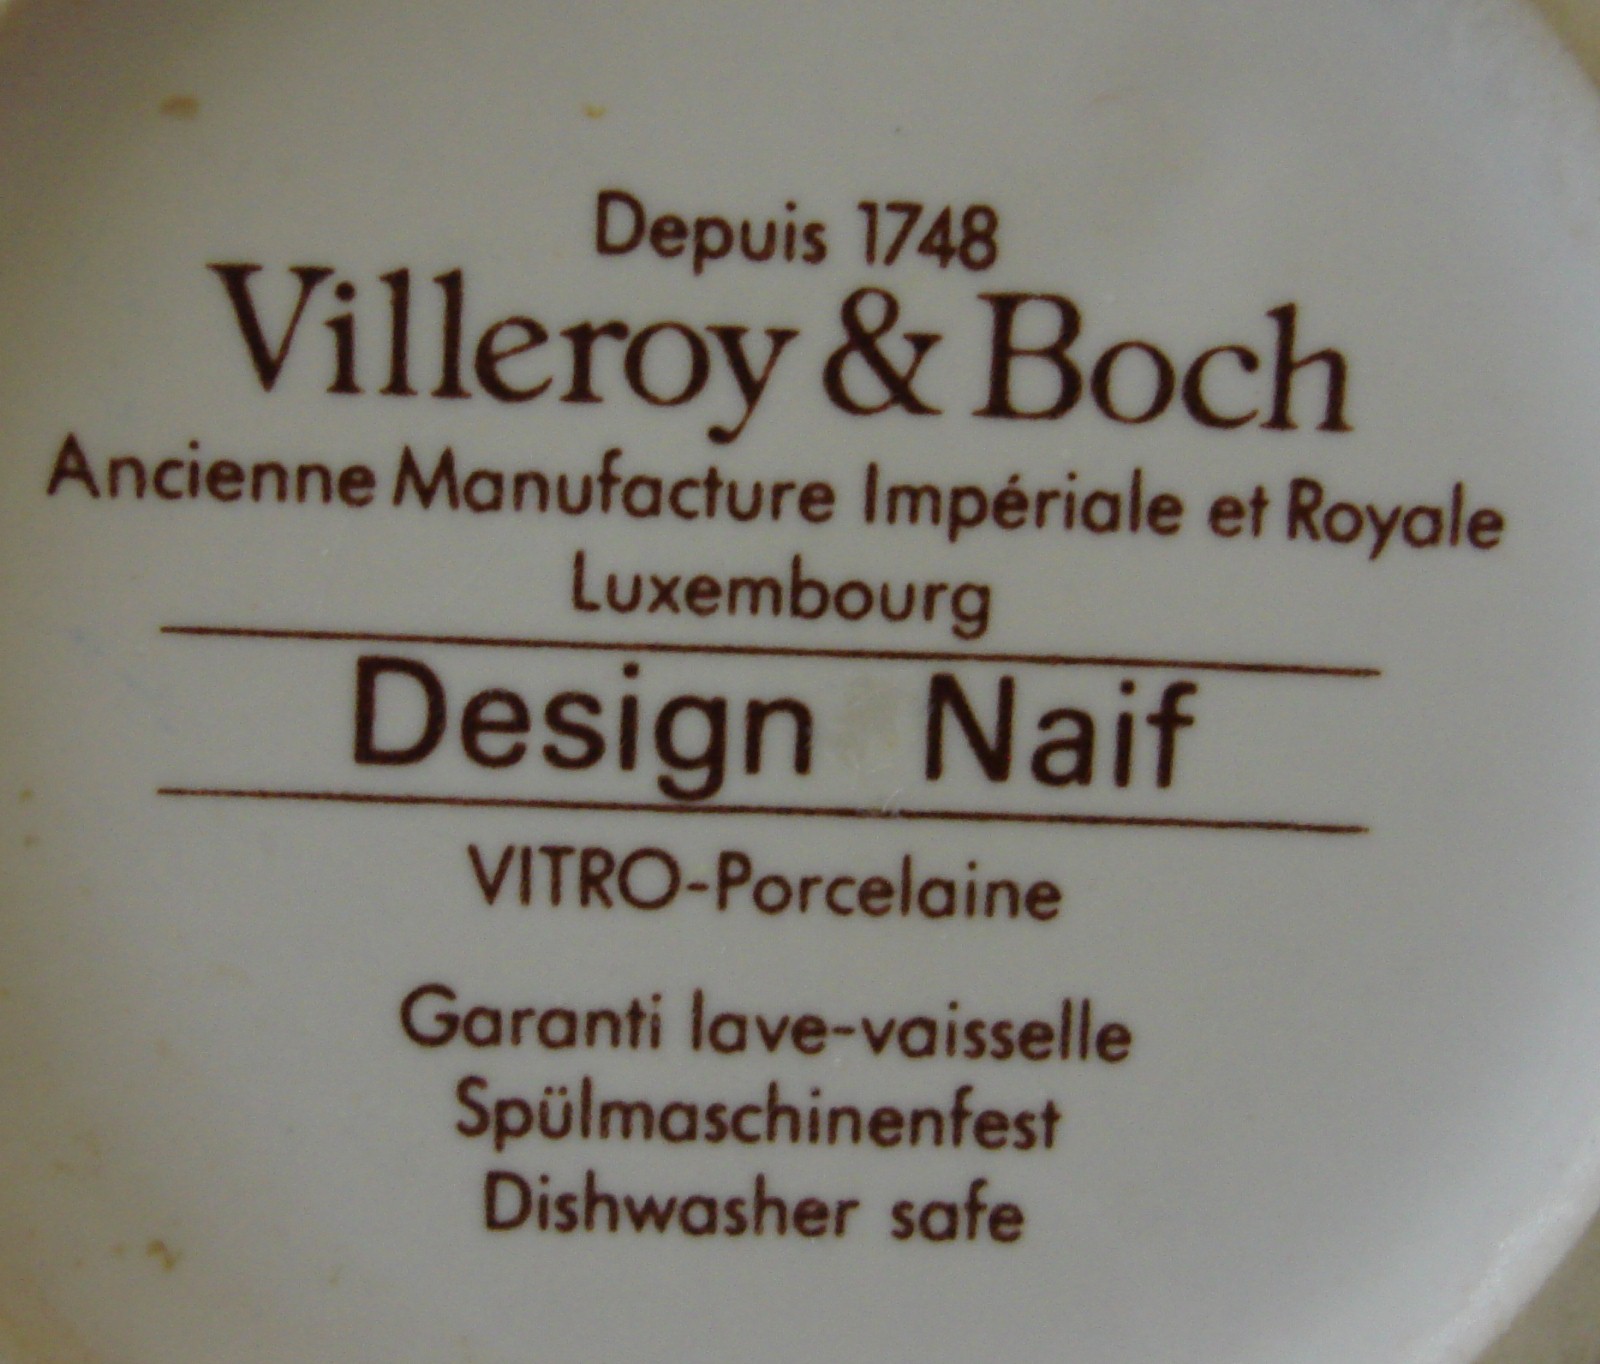 Depuis 1748
Villeroy & Boch
Ancienne Manufacture Impériale et Royale
Luxembourg
Design Naif
VITRO-Porcelaine
Garanti lave-vaisselle
Spülmaschinenfest
Dishwasher safe